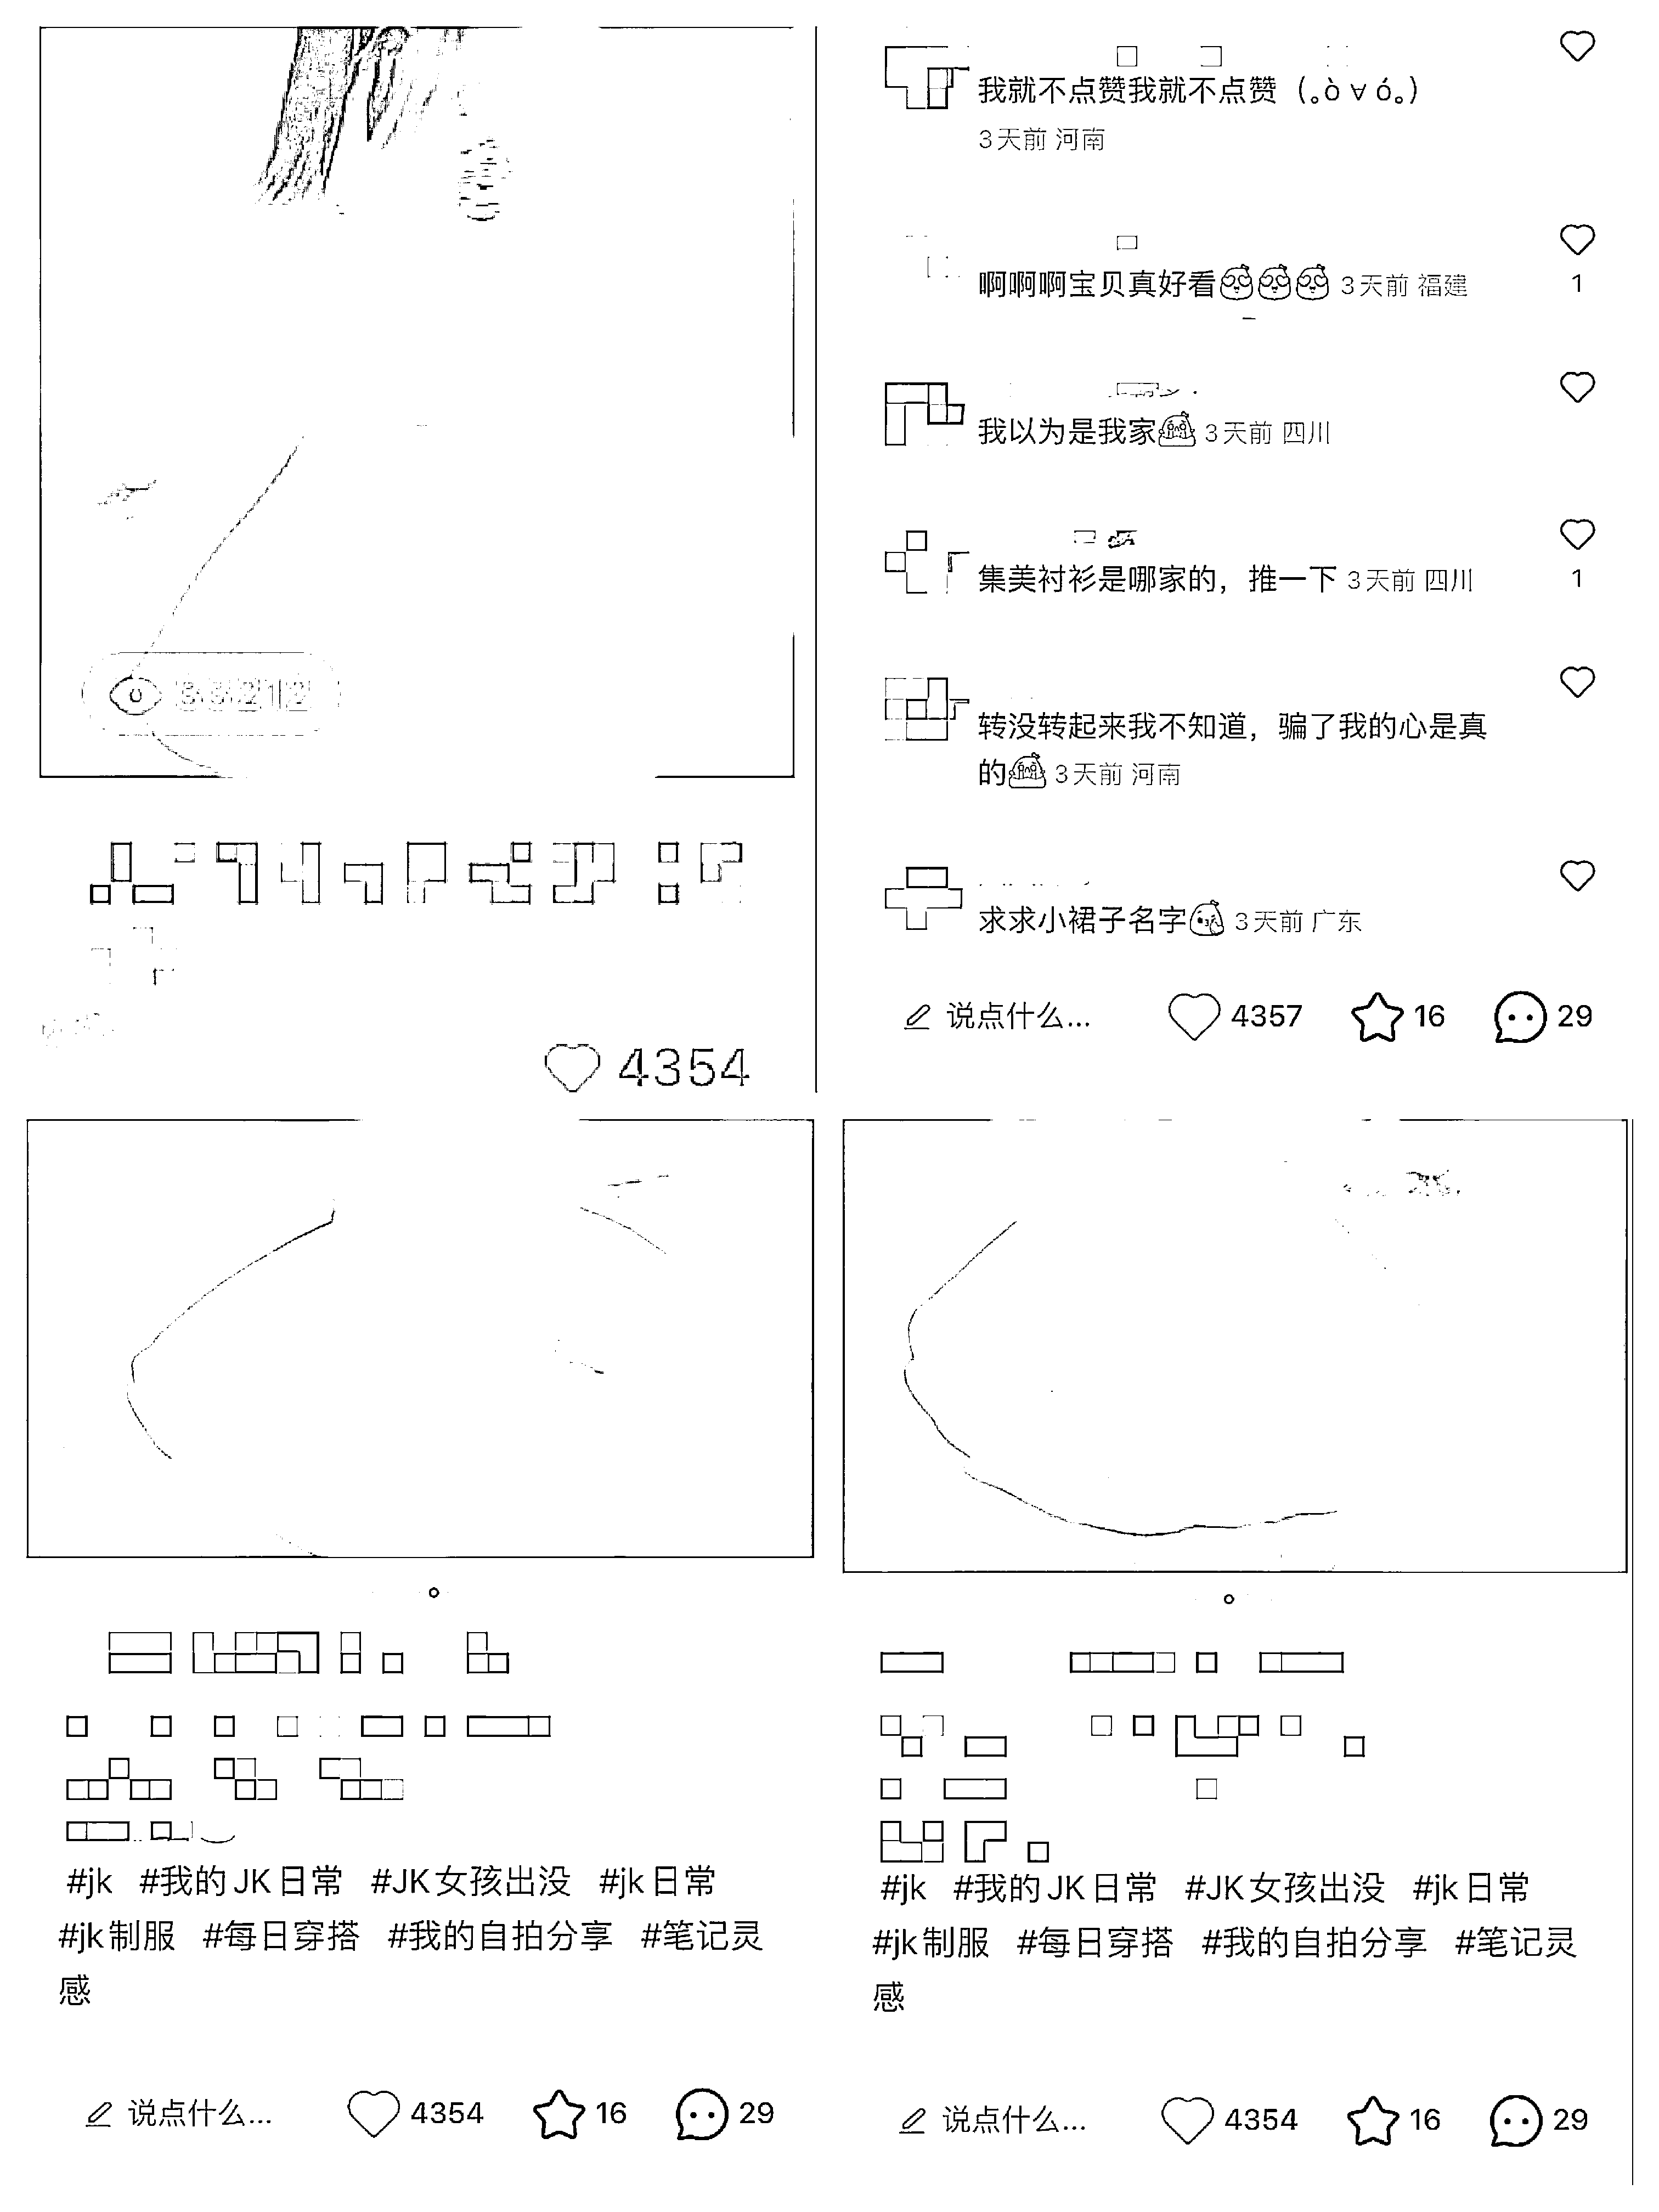 4354
我就不点赞我就不点赞（｡ò ∀ ó｡）
3天前 河南
啊啊啊宝贝真好看 3天前 福建
1
我以为是我家 3天前 四川
集美衬衫是哪家的，推一下 3天前 四川
1
转没转起来我不知道，骗了我的心是真
的 3天前 河南
求求小裙子名字 3天前 广东
说点什么... 4357 16 29
#jk #我的JK日常 #JK女孩出没 #jk日常
#jk制服 #每日穿搭 #我的自拍分享 #笔记灵
感
说点什么... 4354 16 29
#jk #我的JK日常 #JK女孩出没 #jk日常
#jk制服 #每日穿搭 #我的自拍分享 #笔记灵
感
说点什么... 4354 16 29